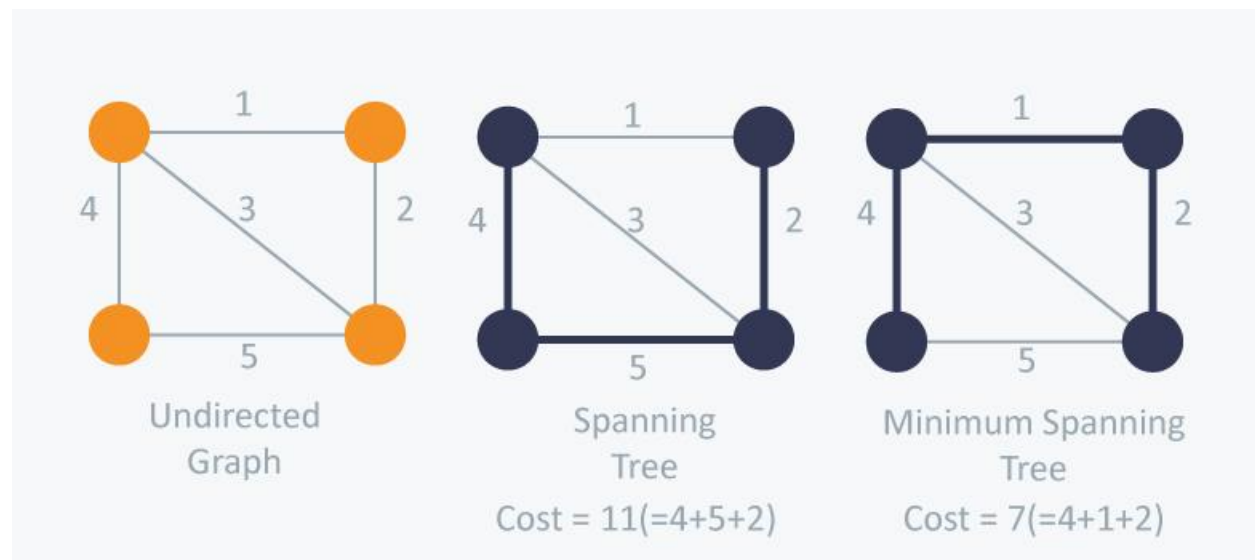 1
4
3
2
5
Undirected
Graph
1
4
3
2
5
Spanning
Tree
Cost = 11(=4+5+2)
1
4
3
2
5
Minimum Spanning
Tree
Cost = 7(=4+1+2)